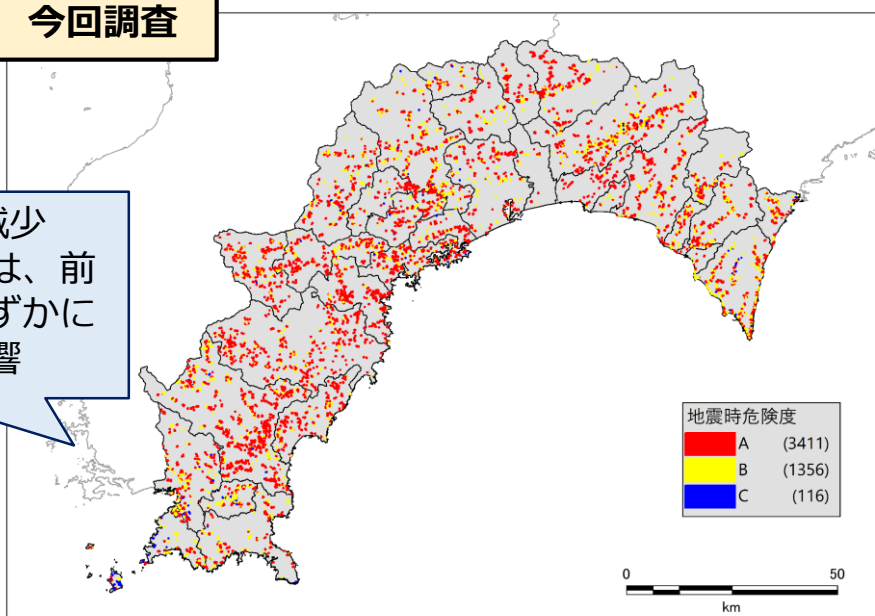 今回調査
減少
は、前
ずかに
響
地震時危険度
A (3411)
B (1356)
C (116)
0 50
km